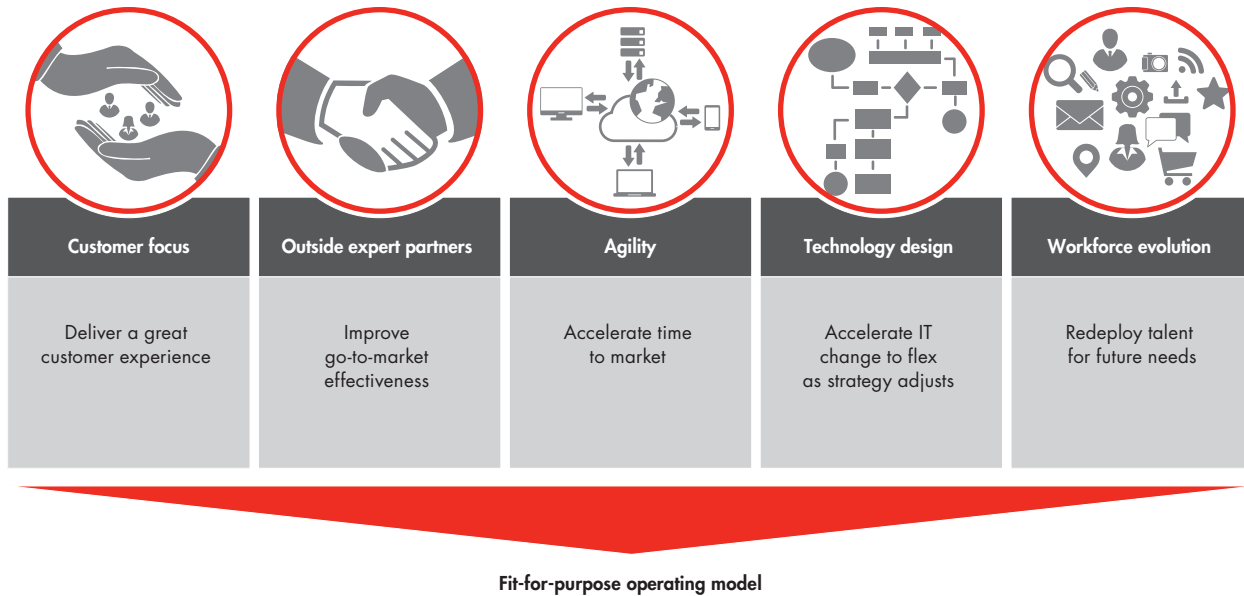 Customer focus
Outside expert partners
Agility
Technology design
Workforce evolution
Deliver a great
customer experience
Improve
go-to-market
effectiveness
Accelerate time
to market
Accelerate IT
change to flex
as strategy adjusts
Redeploy talent
for future needs
Fit-for-purpose operating model